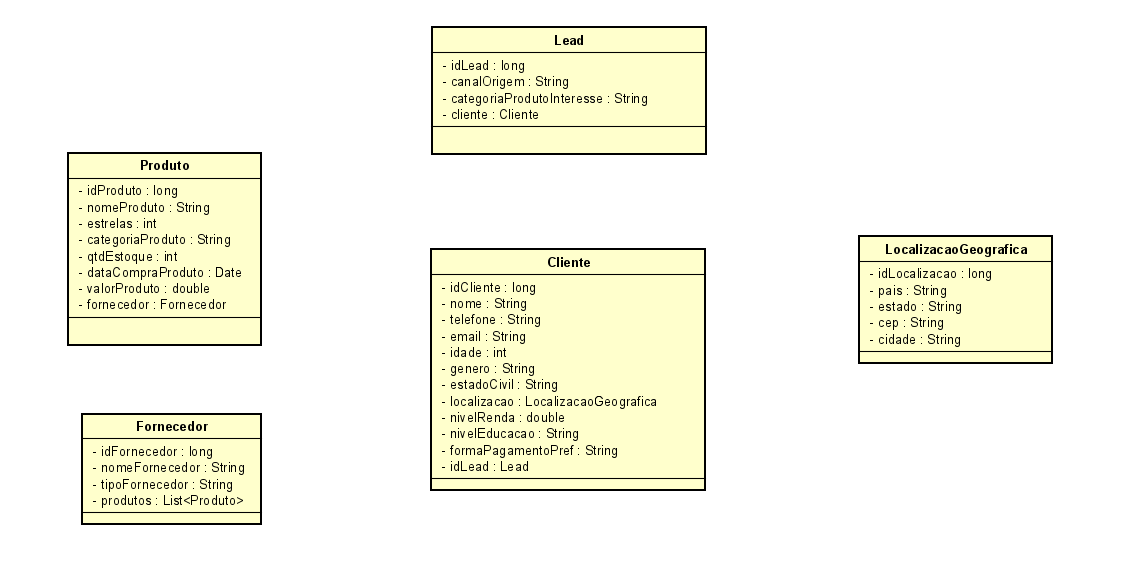 Lead
- idLead : long
- canalOrigem : String
- categoriaProdutoInteresse : String
- cliente : Cliente
Produto
- idProduto : long
- nomeProduto : String
- estrelas : int
- categoriaProduto : String
- qtdEstoque : int
- dataCompraProduto : Date
- valorProduto : double
- fornecedor : Fornecedor
Cliente
- idCliente : long
- nome : String
- telefone : String
- email : String
- idade : int
- genero : String
- estadoCivil : String
- localizacao : LocalizacaoGeografica
- nivelRenda : double
- nivelEducacao : String
- formaPagamentoPref : String
- idLead : Lead
LocalizacaoGeografica
- idLocalizacao : long
- pais : String
- estado : String
- cep : String
- cidade : String
Fornecedor
- idFornecedor : long
- nomeFornecedor : String
- tipoFornecedor : String
- produtos : List<Produto>